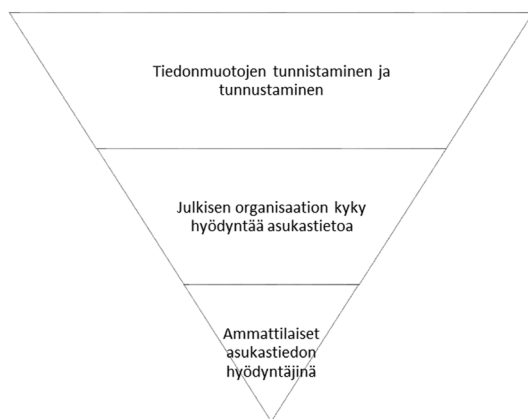 Tiedonmuotojen tunnistaminen ja
tunnustaminen
Julkisen organisaation kyky
hyödyntää asukastietoa
Ammattilaiset
asukastiedon
hyödyntäjinä